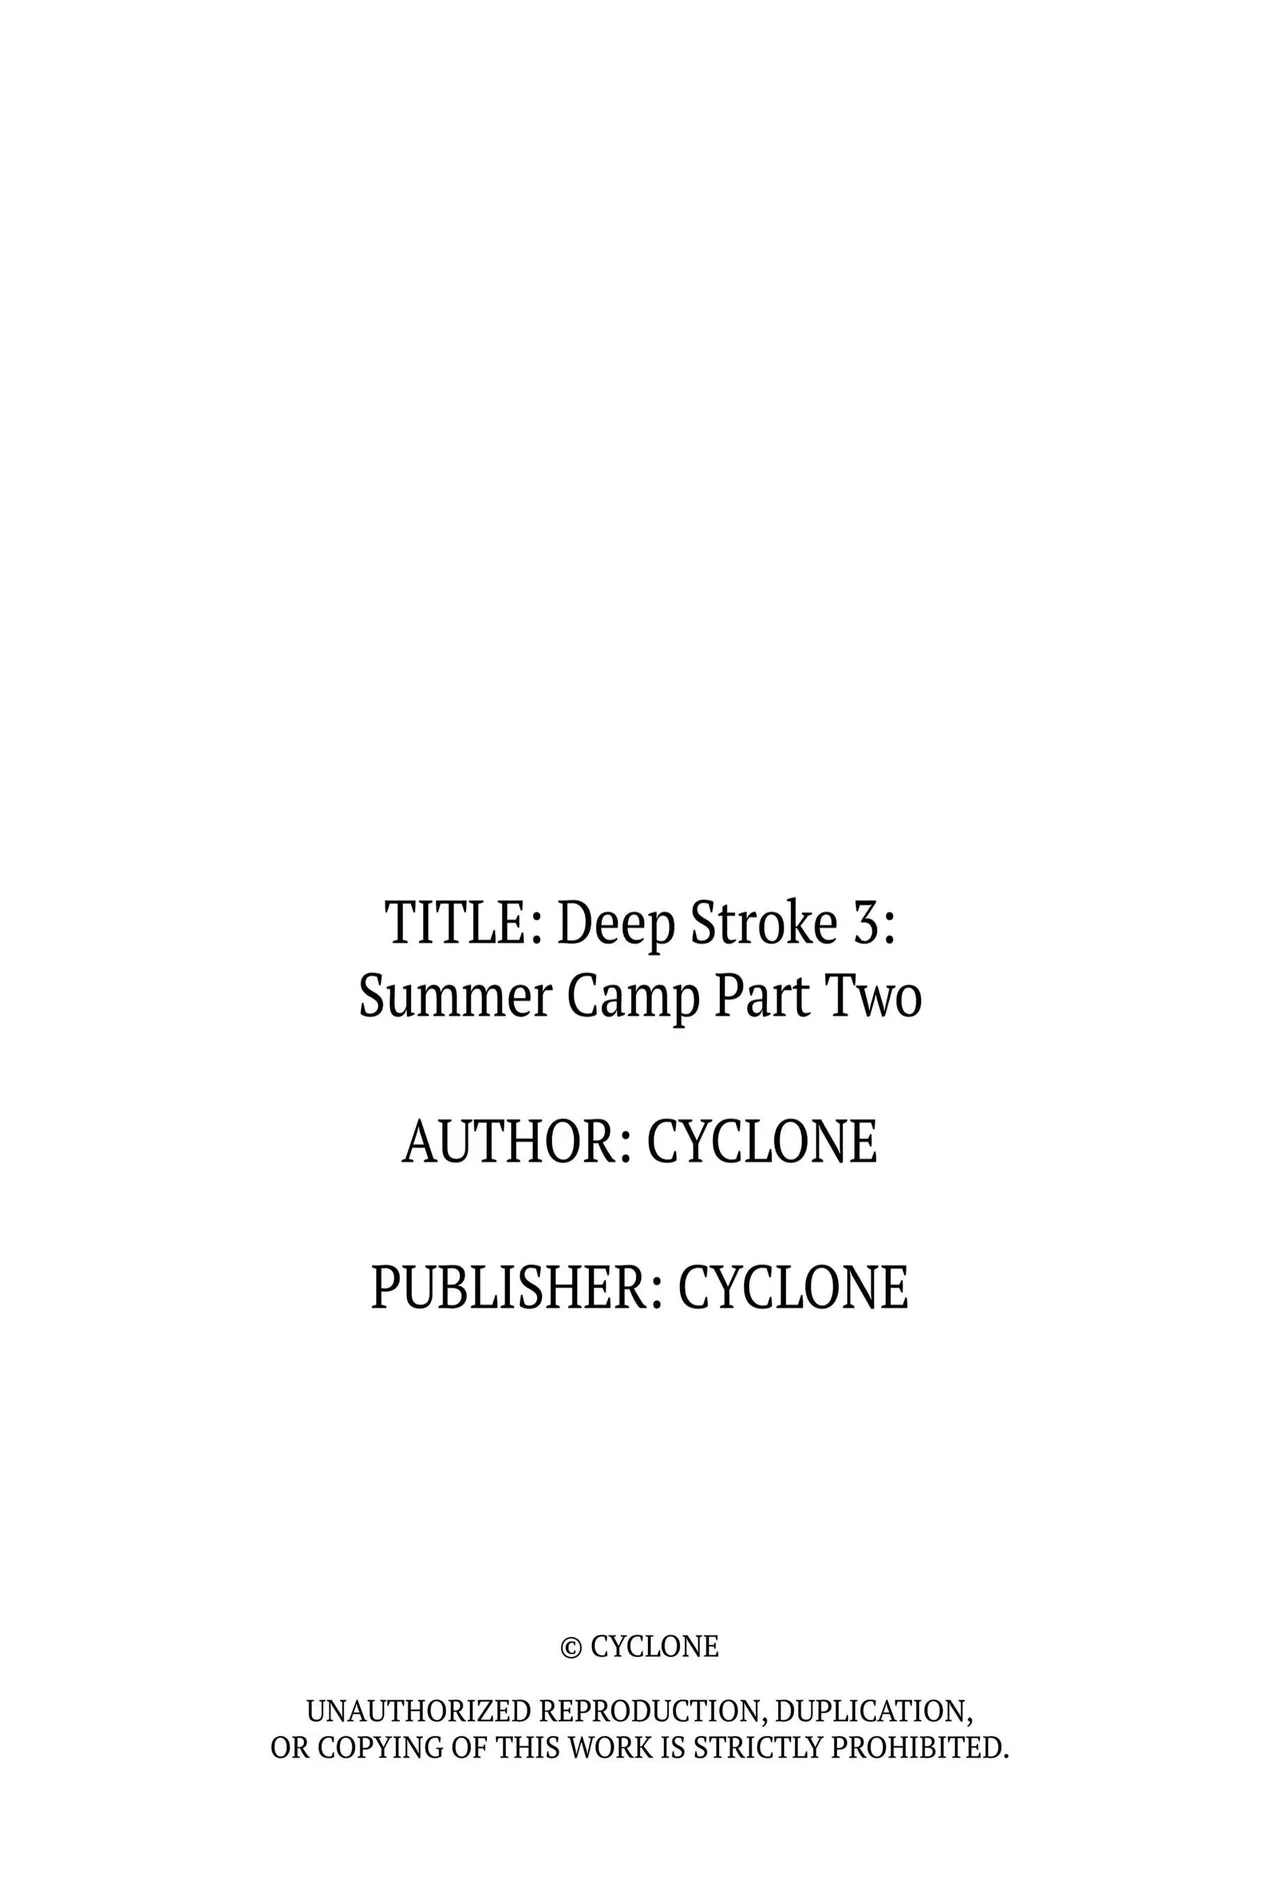 TITLE: Deep Stroke 3:
Summer Camp Part Two
AUTHOR: CYCLONE
PUBLISHER: CYCLONE
© CYCLONE
UNAUTHORIZED REPRODUCTION, DUPLICATION,
OR COPYING OF THIS WORK IS STRICTLY PROHIBITED.